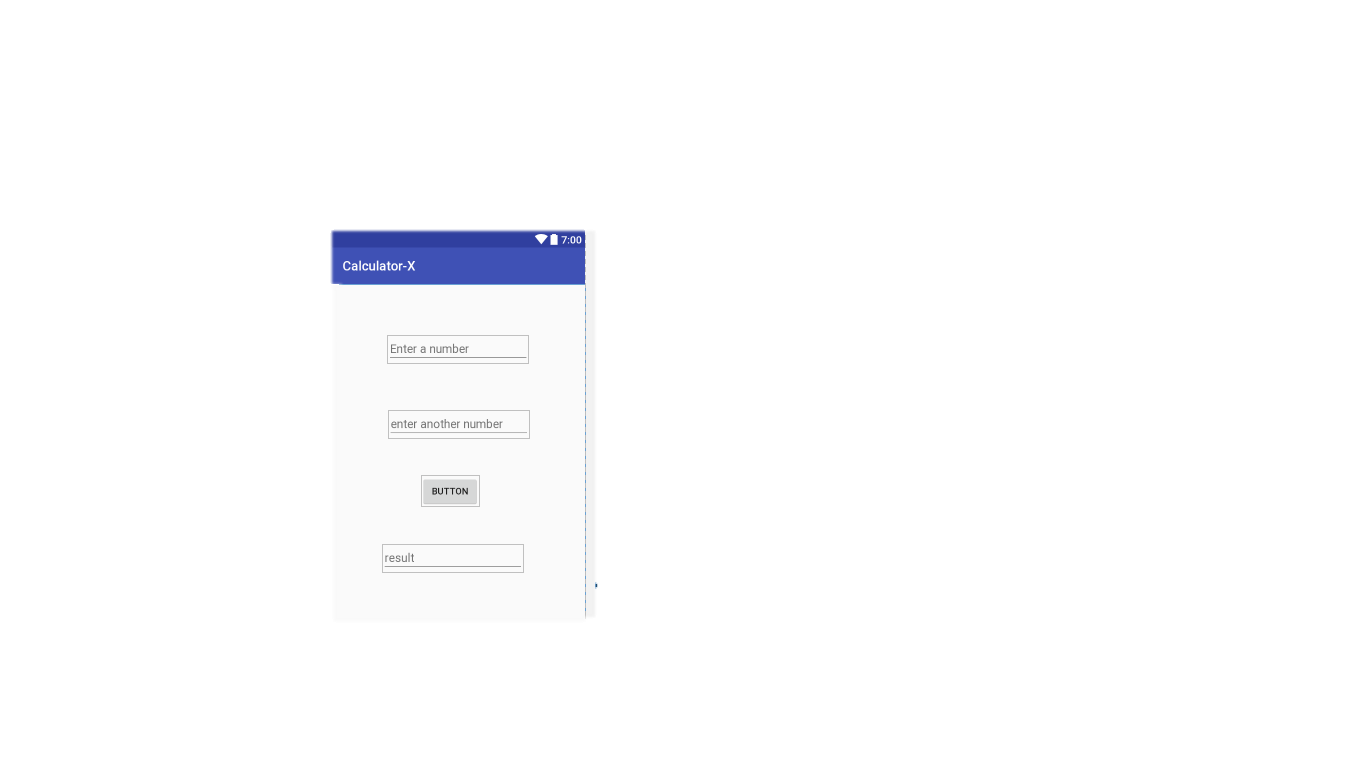 7:00
Calculator-X
Enter a number
enter another number
BUTTON
result